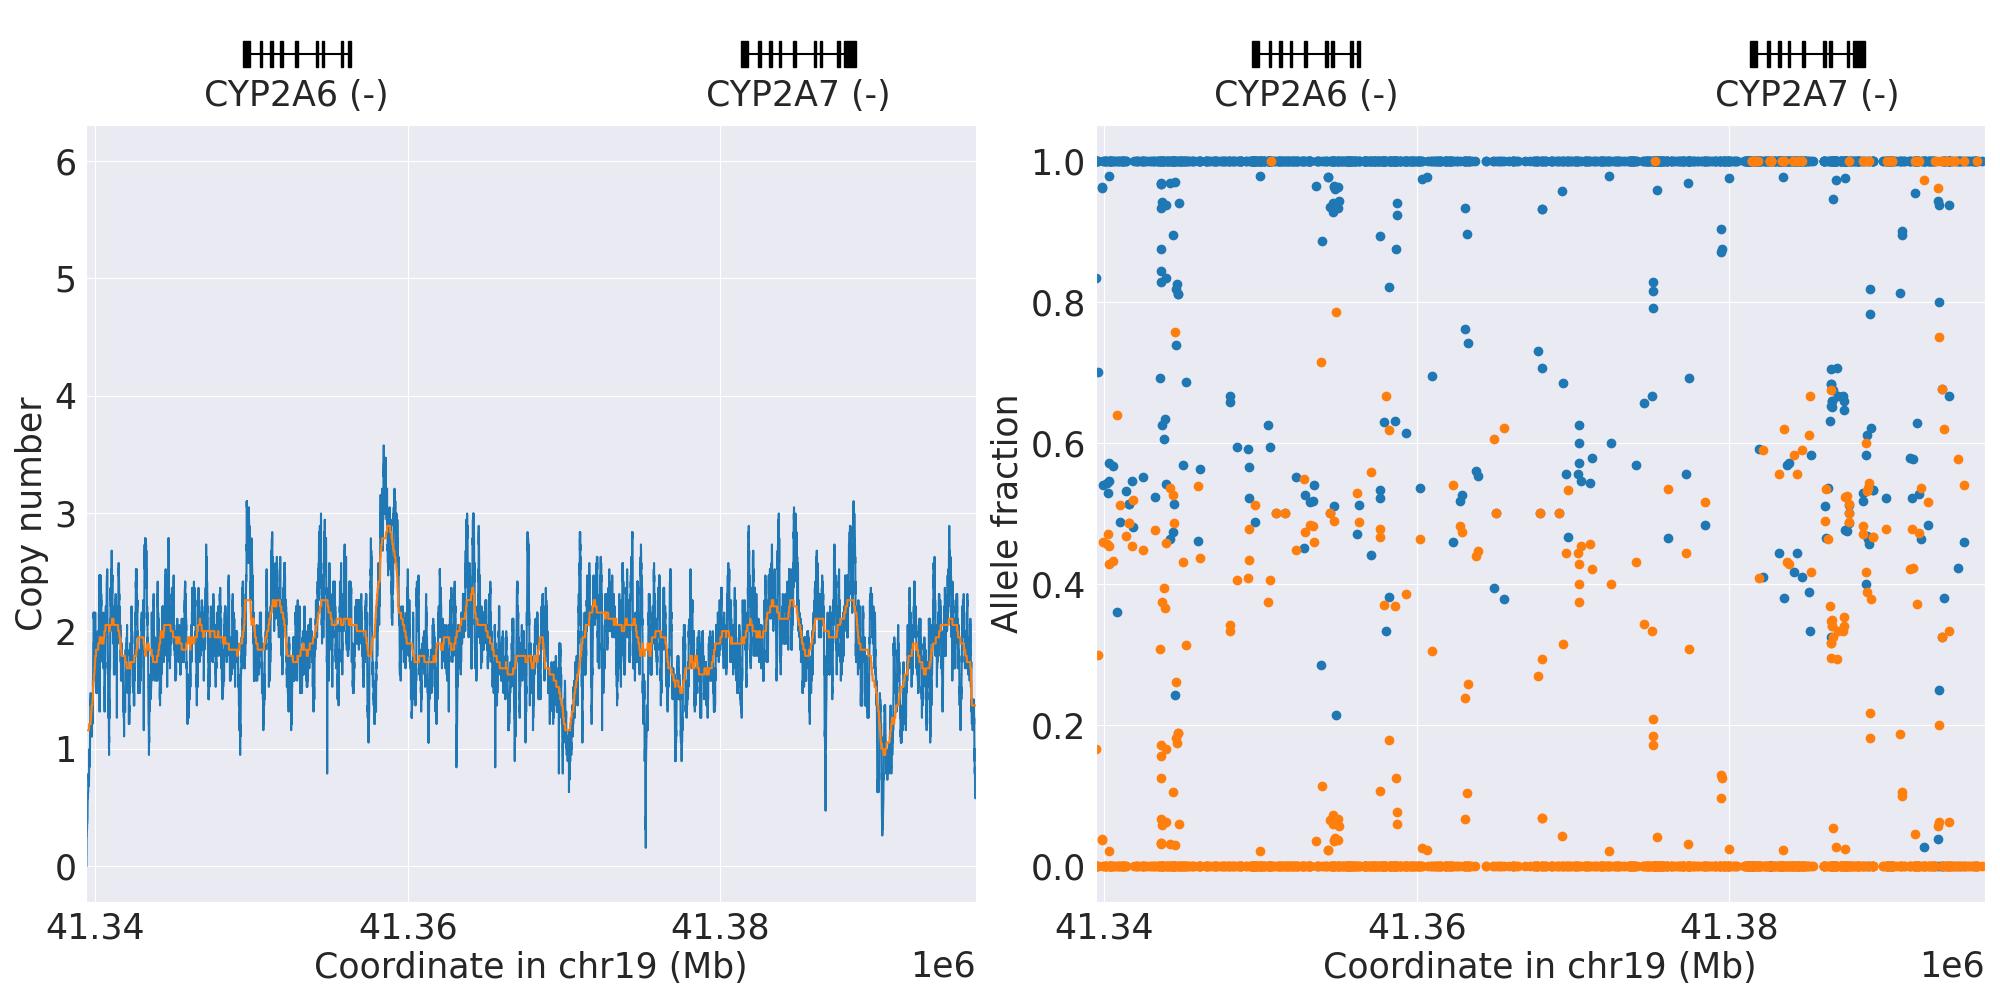 CYP2A6 (-)
CYP2A7 (-)
CYP2A6 (-)
CYP2A7 (-)
6
5
4
3
2
1
0
Copy number
41.34
41.36
41.38
Coordinate in chr19 (Mb)
1e6
1.0
0.8
0.6
0.4
0.2
0.0
Allele fraction
41.34
41.36
41.38
Coordinate in chr19 (Mb)
1e6